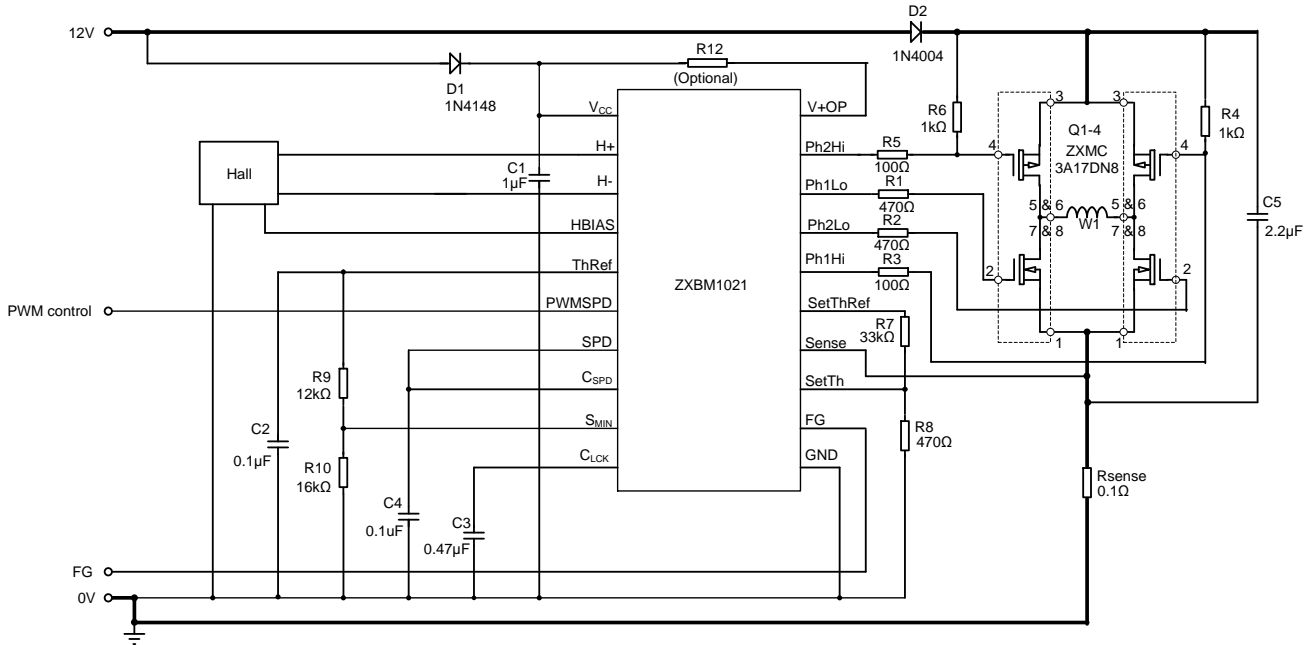 D2
12V
1N4004
R12
(Optional)
D1
1N4148
VCC
V+OP
R6
1kΩ
3
3
R4
1kΩ
Q1-4
ZXMC
3A17DN8
H+
Ph2Hi
R5
100Ω
4
4
Hall
C1
1µF
H-
Ph1Lo
R1
470Ω
5 & 6
7 & 8
W1
5 & 6
7 & 8
C5
2.2µF
HBIAS
Ph2Lo
R2
470Ω
ThRef
Ph1Hi
R3
100Ω
2
2
ZXBM1021
PWM control
PWMSPD
SetThRef
R7
33kΩ
1
1
SPD
Sense
R9
12kΩ
CSPD
SetTh
C2
0.1µF
SMIN
FG
R8
470Ω
R10
16kΩ
CLCK
GND
Rsense
0.1Ω
C4
0.1uF
C3
0.47µF
FG
0V